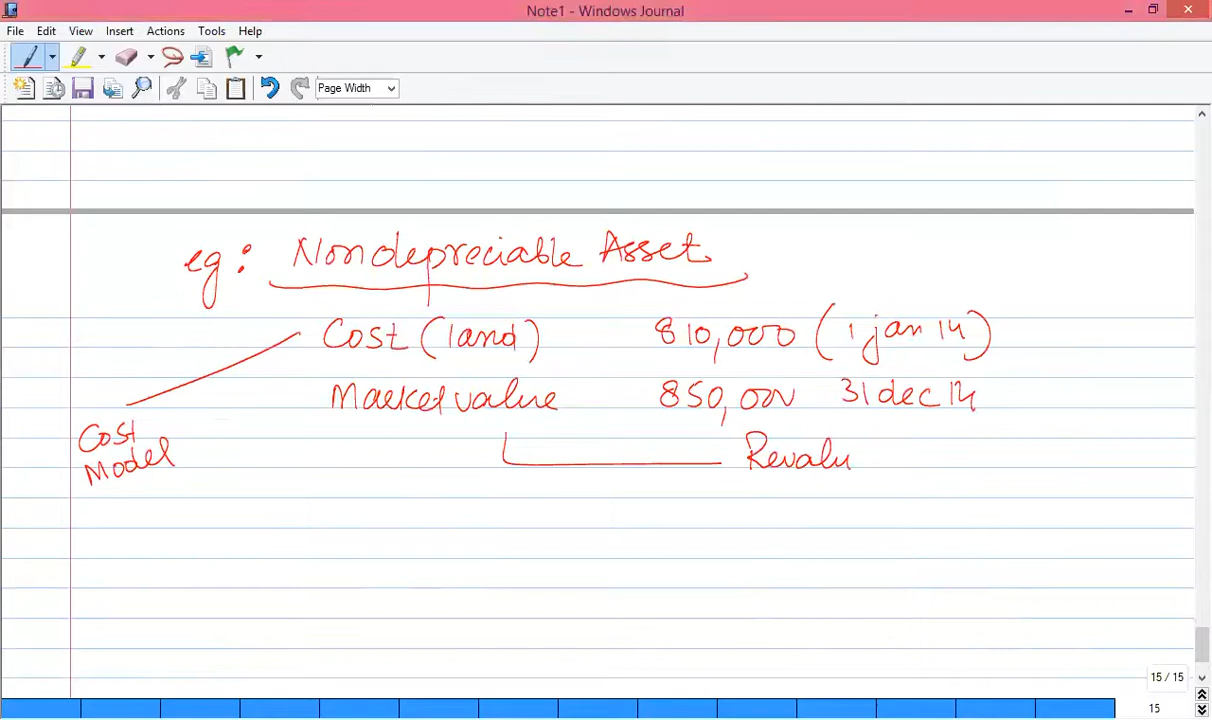 Note1 - Windows Journal
File Edit View Insert Actions Tools Help
Page Width
eg: Nondepreciable Asset
Cost (land) 810,000 (1 jan 14)
Marked value 850,000 31 dec 14
Cost
Model
Revalu
15 / 15
15